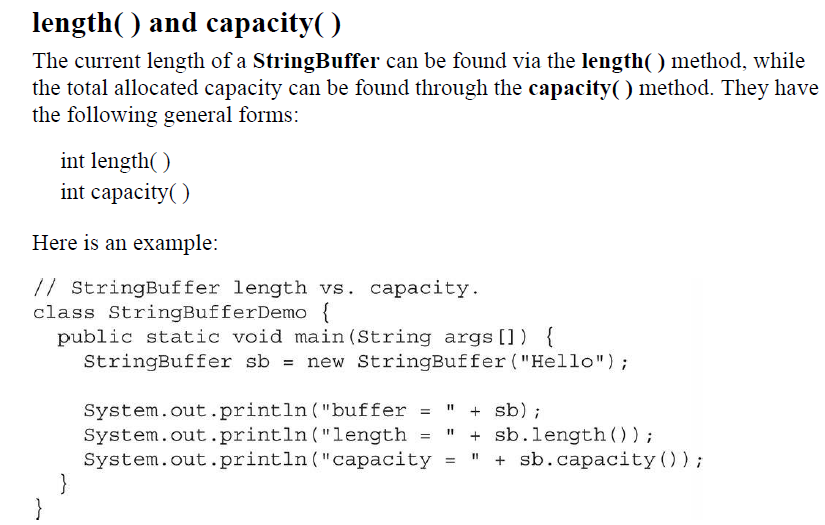 length( ) and capacity( )
The current length of a StringBuffer can be found via the length( ) method, while
the total allocated capacity can be found through the capacity( ) method. They have
the following general forms:
int length( )
int capacity( )
Here is an example:
// StringBuffer length vs. capacity.
class StringBufferDemo {
  public static void main(String args[]) {
    StringBuffer sb = new StringBuffer("Hello");
    System.out.println("buffer = " + sb);
    System.out.println("length = " + sb.length());
    System.out.println("capacity = " + sb.capacity());
  }
}